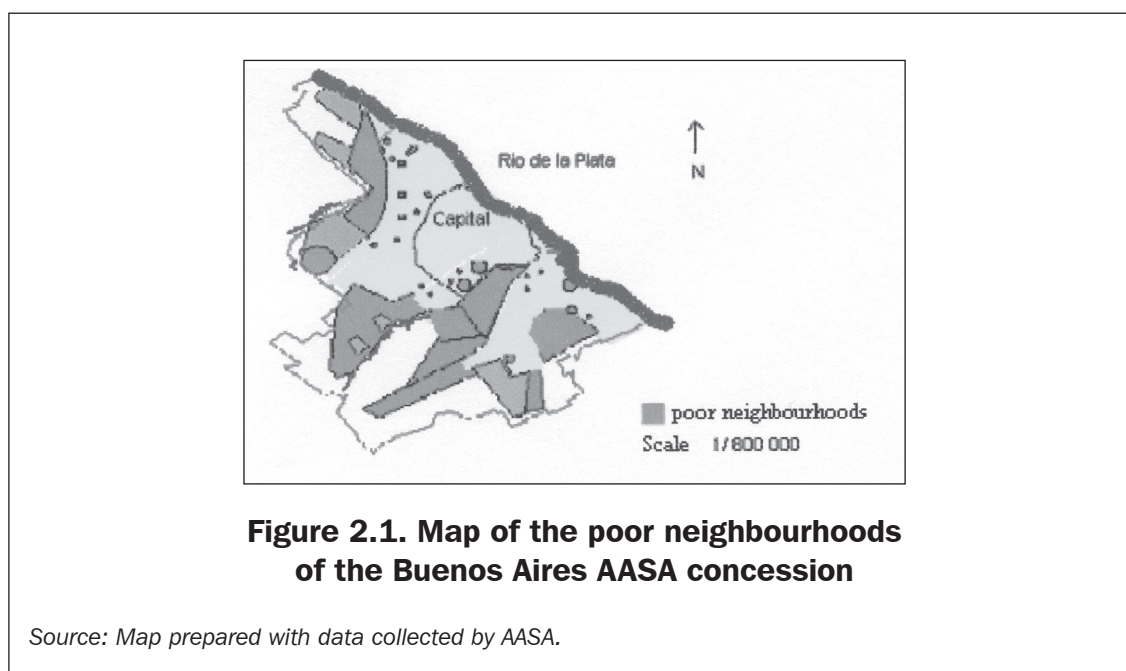 Rio de la Plata
N
Capital
poor neighbourhoods
Scale 1/800 000
Figure 2.1. Map of the poor neighbourhoods
of the Buenos Aires AASA concession
Source: Map prepared with data collected by AASA.